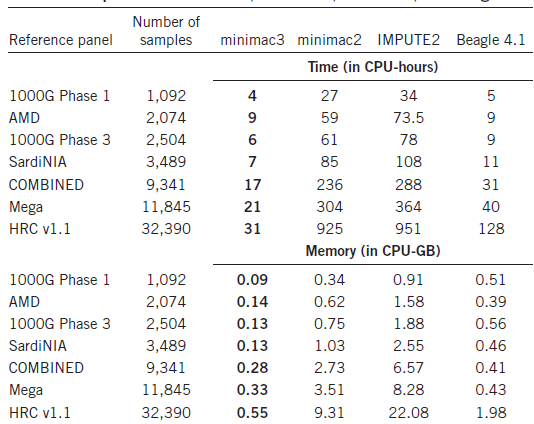 Number of
Reference panel samples minimac3 minimac2 IMPUTE2 Beagle 4.1
Time (in CPU-hours)
1000G Phase 1 1,092 4 27 34 5
AMD 2,074 9 59 73.5 9
1000G Phase 3 2,504 6 61 78 9
SardiNIA 3,489 7 85 108 11
COMBINED 9,341 17 236 288 31
Mega 11,845 21 304 364 40
HRC v1.1 32,390 31 925 951 128
Memory (in CPU-GB)
1000G Phase 1 1,092 0.09 0.34 0.91 0.51
AMD 2,074 0.14 0.62 1.58 0.39
1000G Phase 3 2,504 0.13 0.75 1.88 0.56
SardiNIA 3,489 0.13 1.03 2.55 0.46
COMBINED 9,341 0.28 2.73 6.57 0.41
Mega 11,845 0.33 3.51 8.28 0.43
HRC v1.1 32,390 0.55 9.31 22.08 1.98